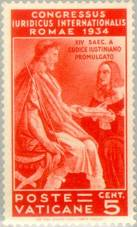 CONGRESSUS
IURIDICUS INTERNATIONALIS
ROMAE 1934
XIV SAEC. A
CODICE IUSTINIANO
PROMULGATO
POSTE CENT.
VATICANE 5